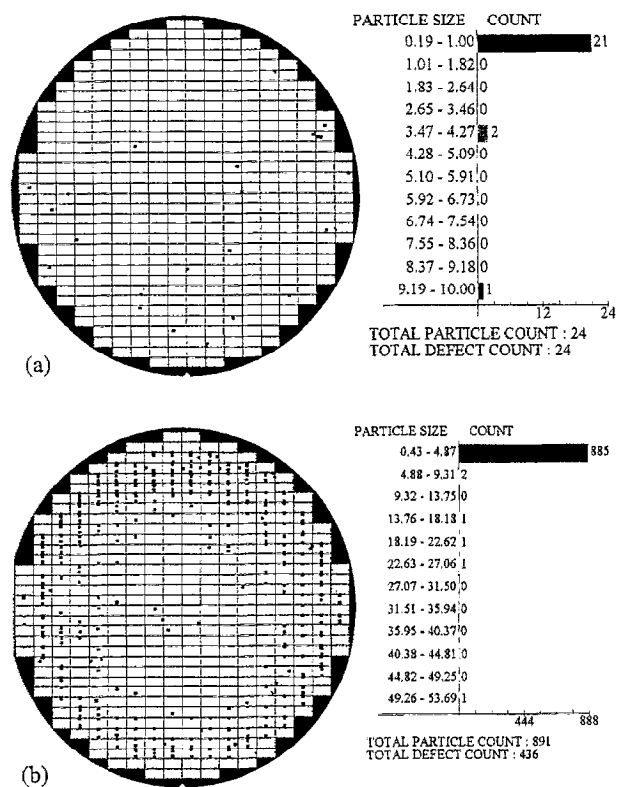 PARTICLE SIZE COUNT
0.19 - 1.00 21
1.01 - 1.82 0
1.83 - 2.64 0
2.65 - 3.46 0
3.47 - 4.27 2
4.28 - 5.09 0
5.10 - 5.91 0
5.92 - 6.73 0
6.74 - 7.54 0
7.55 - 8.36 0
8.37 - 9.18 0
9.19 - 10.00 1
12 24
TOTAL PARTICLE COUNT : 24
TOTAL DEFECT COUNT : 24
(a)
PARTICLE SIZE COUNT
0.43 - 4.87 885
4.88 - 9.31 2
9.32 - 13.75 0
13.76 - 18.18 1
18.19 - 22.62 1
22.63 - 27.06 1
27.07 - 31.50 0
31.51 - 35.94 0
35.95 - 40.37 0
40.38 - 44.81 0
44.82 - 49.25 0
49.26 - 53.69 1
444 888
TOTAL PARTICLE COUNT : 891
TOTAL DEFECT COUNT : 436
(b)